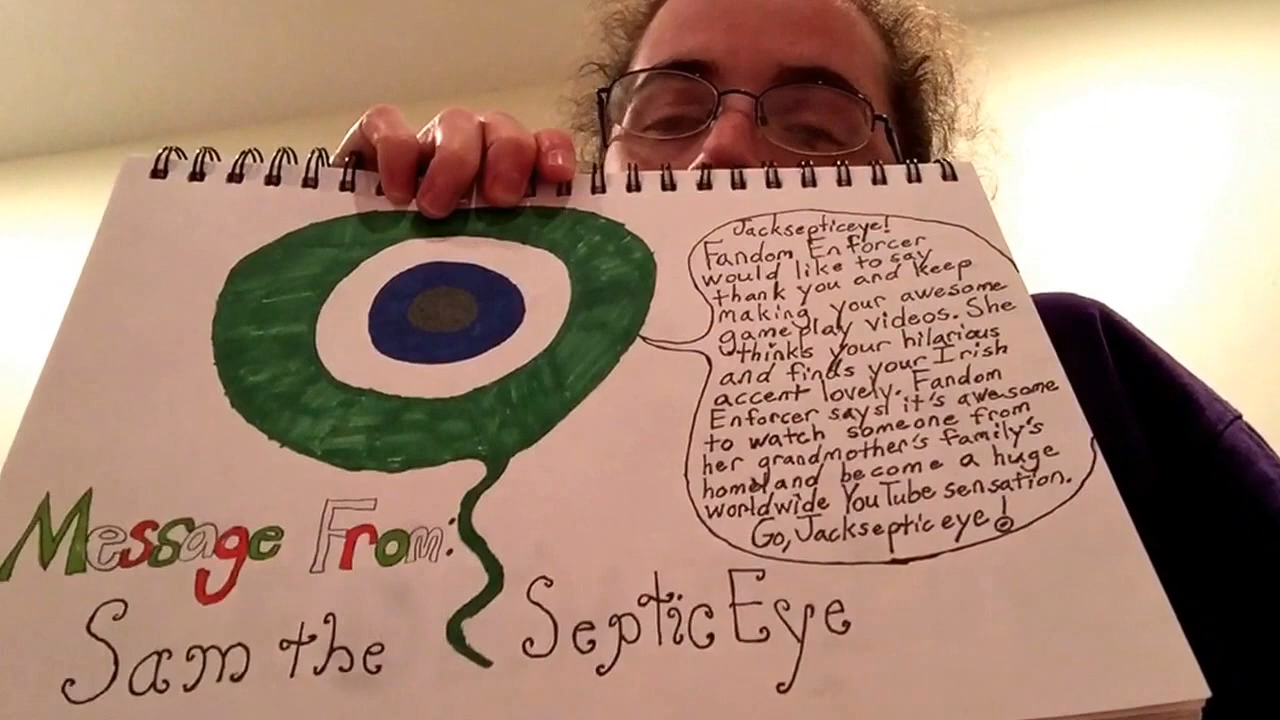 Jacksepticeye!
Fandom Enforcer
would like to say
thank you and keep
making your awesome
gameplay videos. She
thinks your hilarious
and finds your Irish
accent lovely. Fandom
Enforcer says it's awesome
to watch someone from
her grandmother's family's
homeland become a huge
worldwide YouTube sensation.
Go, Jacksepticeye!
Message From:
Sam the Septic Eye